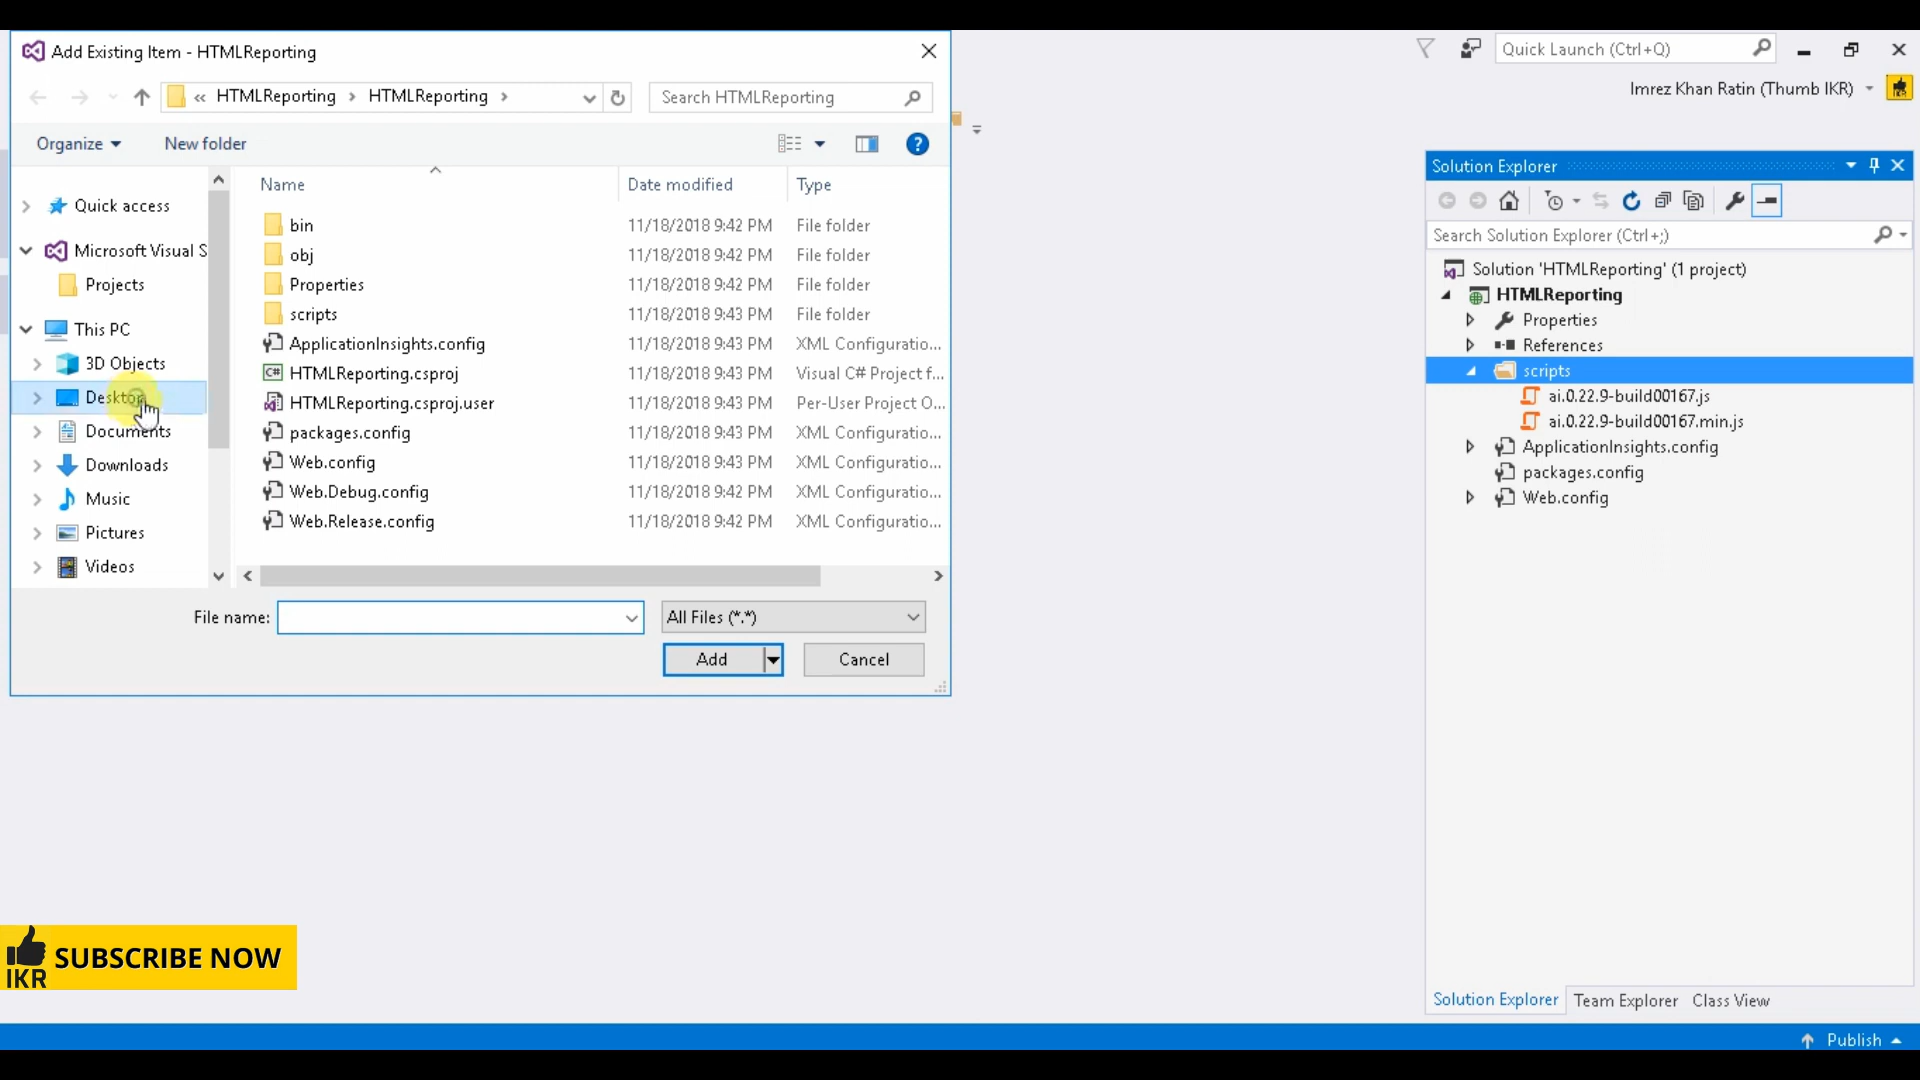 Add Existing Item - HTMLReporting
« HTMLReporting › HTMLReporting ›
Search HTMLReporting
Organize
New folder
Name
Date modified
Type
Quick access
Microsoft Visual S
Projects
This PC
3D Objects
Desktop
Documents
Downloads
Music
Pictures
Videos
bin 11/18/2018 9:42 PM File folder
obj 11/18/2018 9:42 PM File folder
Properties 11/18/2018 9:42 PM File folder
scripts 11/18/2018 9:43 PM File folder
ApplicationInsights.config 11/18/2018 9:43 PM XML Configuratio...
HTMLReporting.csproj 11/18/2018 9:43 PM Visual C# Project f...
HTMLReporting.csproj.user 11/18/2018 9:43 PM Per-User Project O...
packages.config 11/18/2018 9:43 PM XML Configuratio...
Web.config 11/18/2018 9:43 PM XML Configuratio...
Web.Debug.config 11/18/2018 9:42 PM XML Configuratio...
Web.Release.config 11/18/2018 9:42 PM XML Configuratio...
File name:
All Files (*.*)
Add
Cancel
Quick Launch (Ctrl+Q)
Imrez Khan Ratin (Thumb IKR)
Solution Explorer
Search Solution Explorer (Ctrl+;)
Solution 'HTMLReporting' (1 project)
HTMLReporting
Properties
References
scripts
ai.0.22.9-build00167.js
ai.0.22.9-build00167.min.js
ApplicationInsights.config
packages.config
Web.config
Solution Explorer
Team Explorer
Class View
Publish
IKR SUBSCRIBE NOW